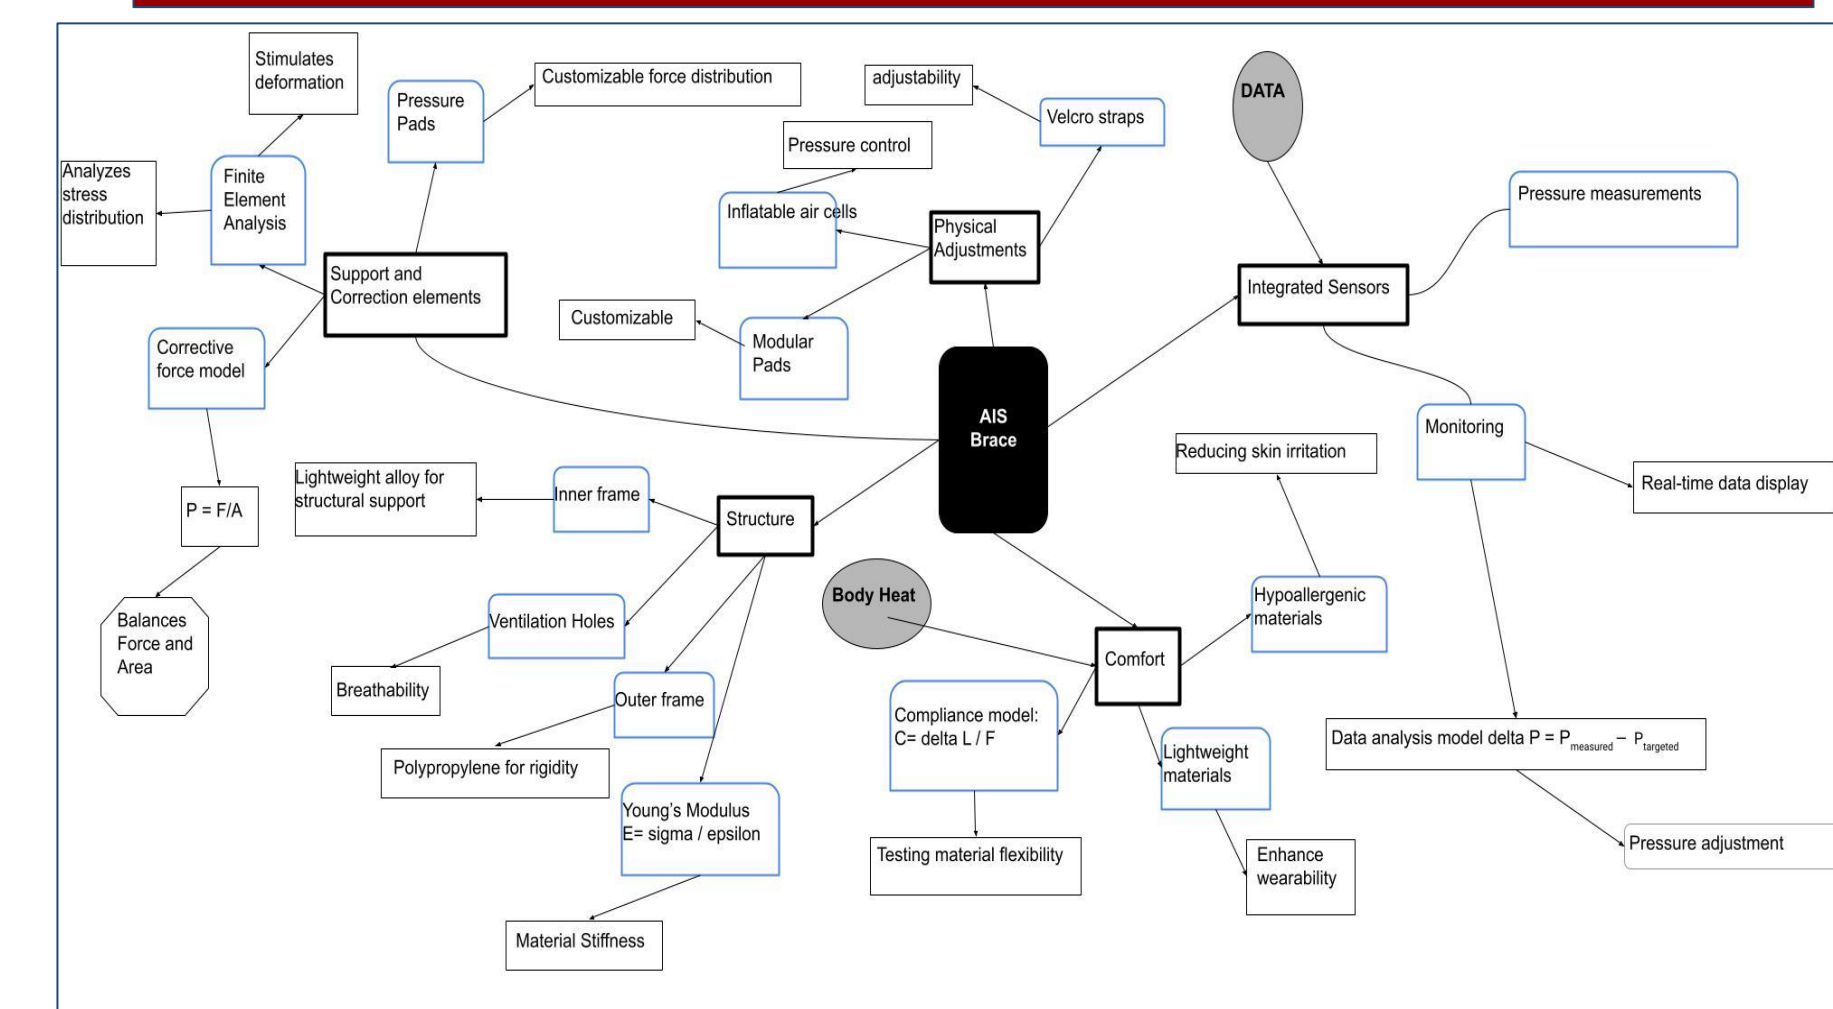 Stimulates
deformation
Pressure
Pads
Customizable force distribution
adjustability
Velcro straps
DATA
Pressure control
Analyzes
stress
distribution
Finite
Element
Analysis
Inflatable air cells
Physical
Adjustments
Pressure measurements
Support and
Correction elements
Integrated Sensors
Customizable
Modular
Pads
Corrective
force model
AIS
Brace
Monitoring
Reducing skin irritation
Real-time data display
Lightweight alloy for
structural support
Inner frame
Structure
P = F/A
Balances
Force and
Area
Ventilation Holes
Body Heat
Hypoallergenic
materials
Comfort
Breathability
Outer frame
Compliance model:
C= delta L / F
Lightweight
materials
Data analysis model delta P = Pmeasured – Ptargeted
Polypropylene for rigidity
Young's Modulus
E= sigma / epsilon
Testing material flexibility
Enhance
wearability
Pressure adjustment
Material Stiffness